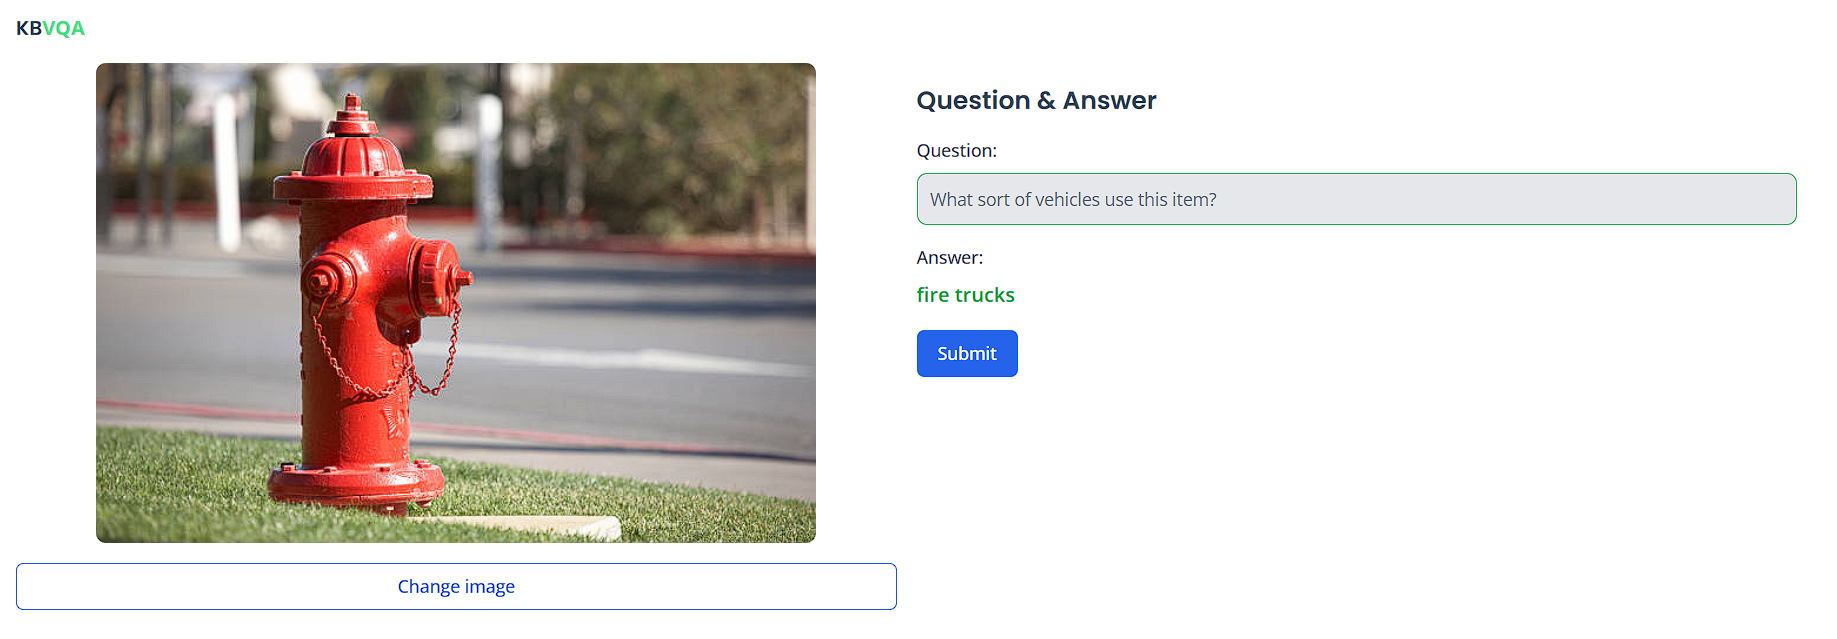 KBVQA
Question & Answer
Question:
What sort of vehicles use this item?
Answer:
fire trucks
Submit
Change image